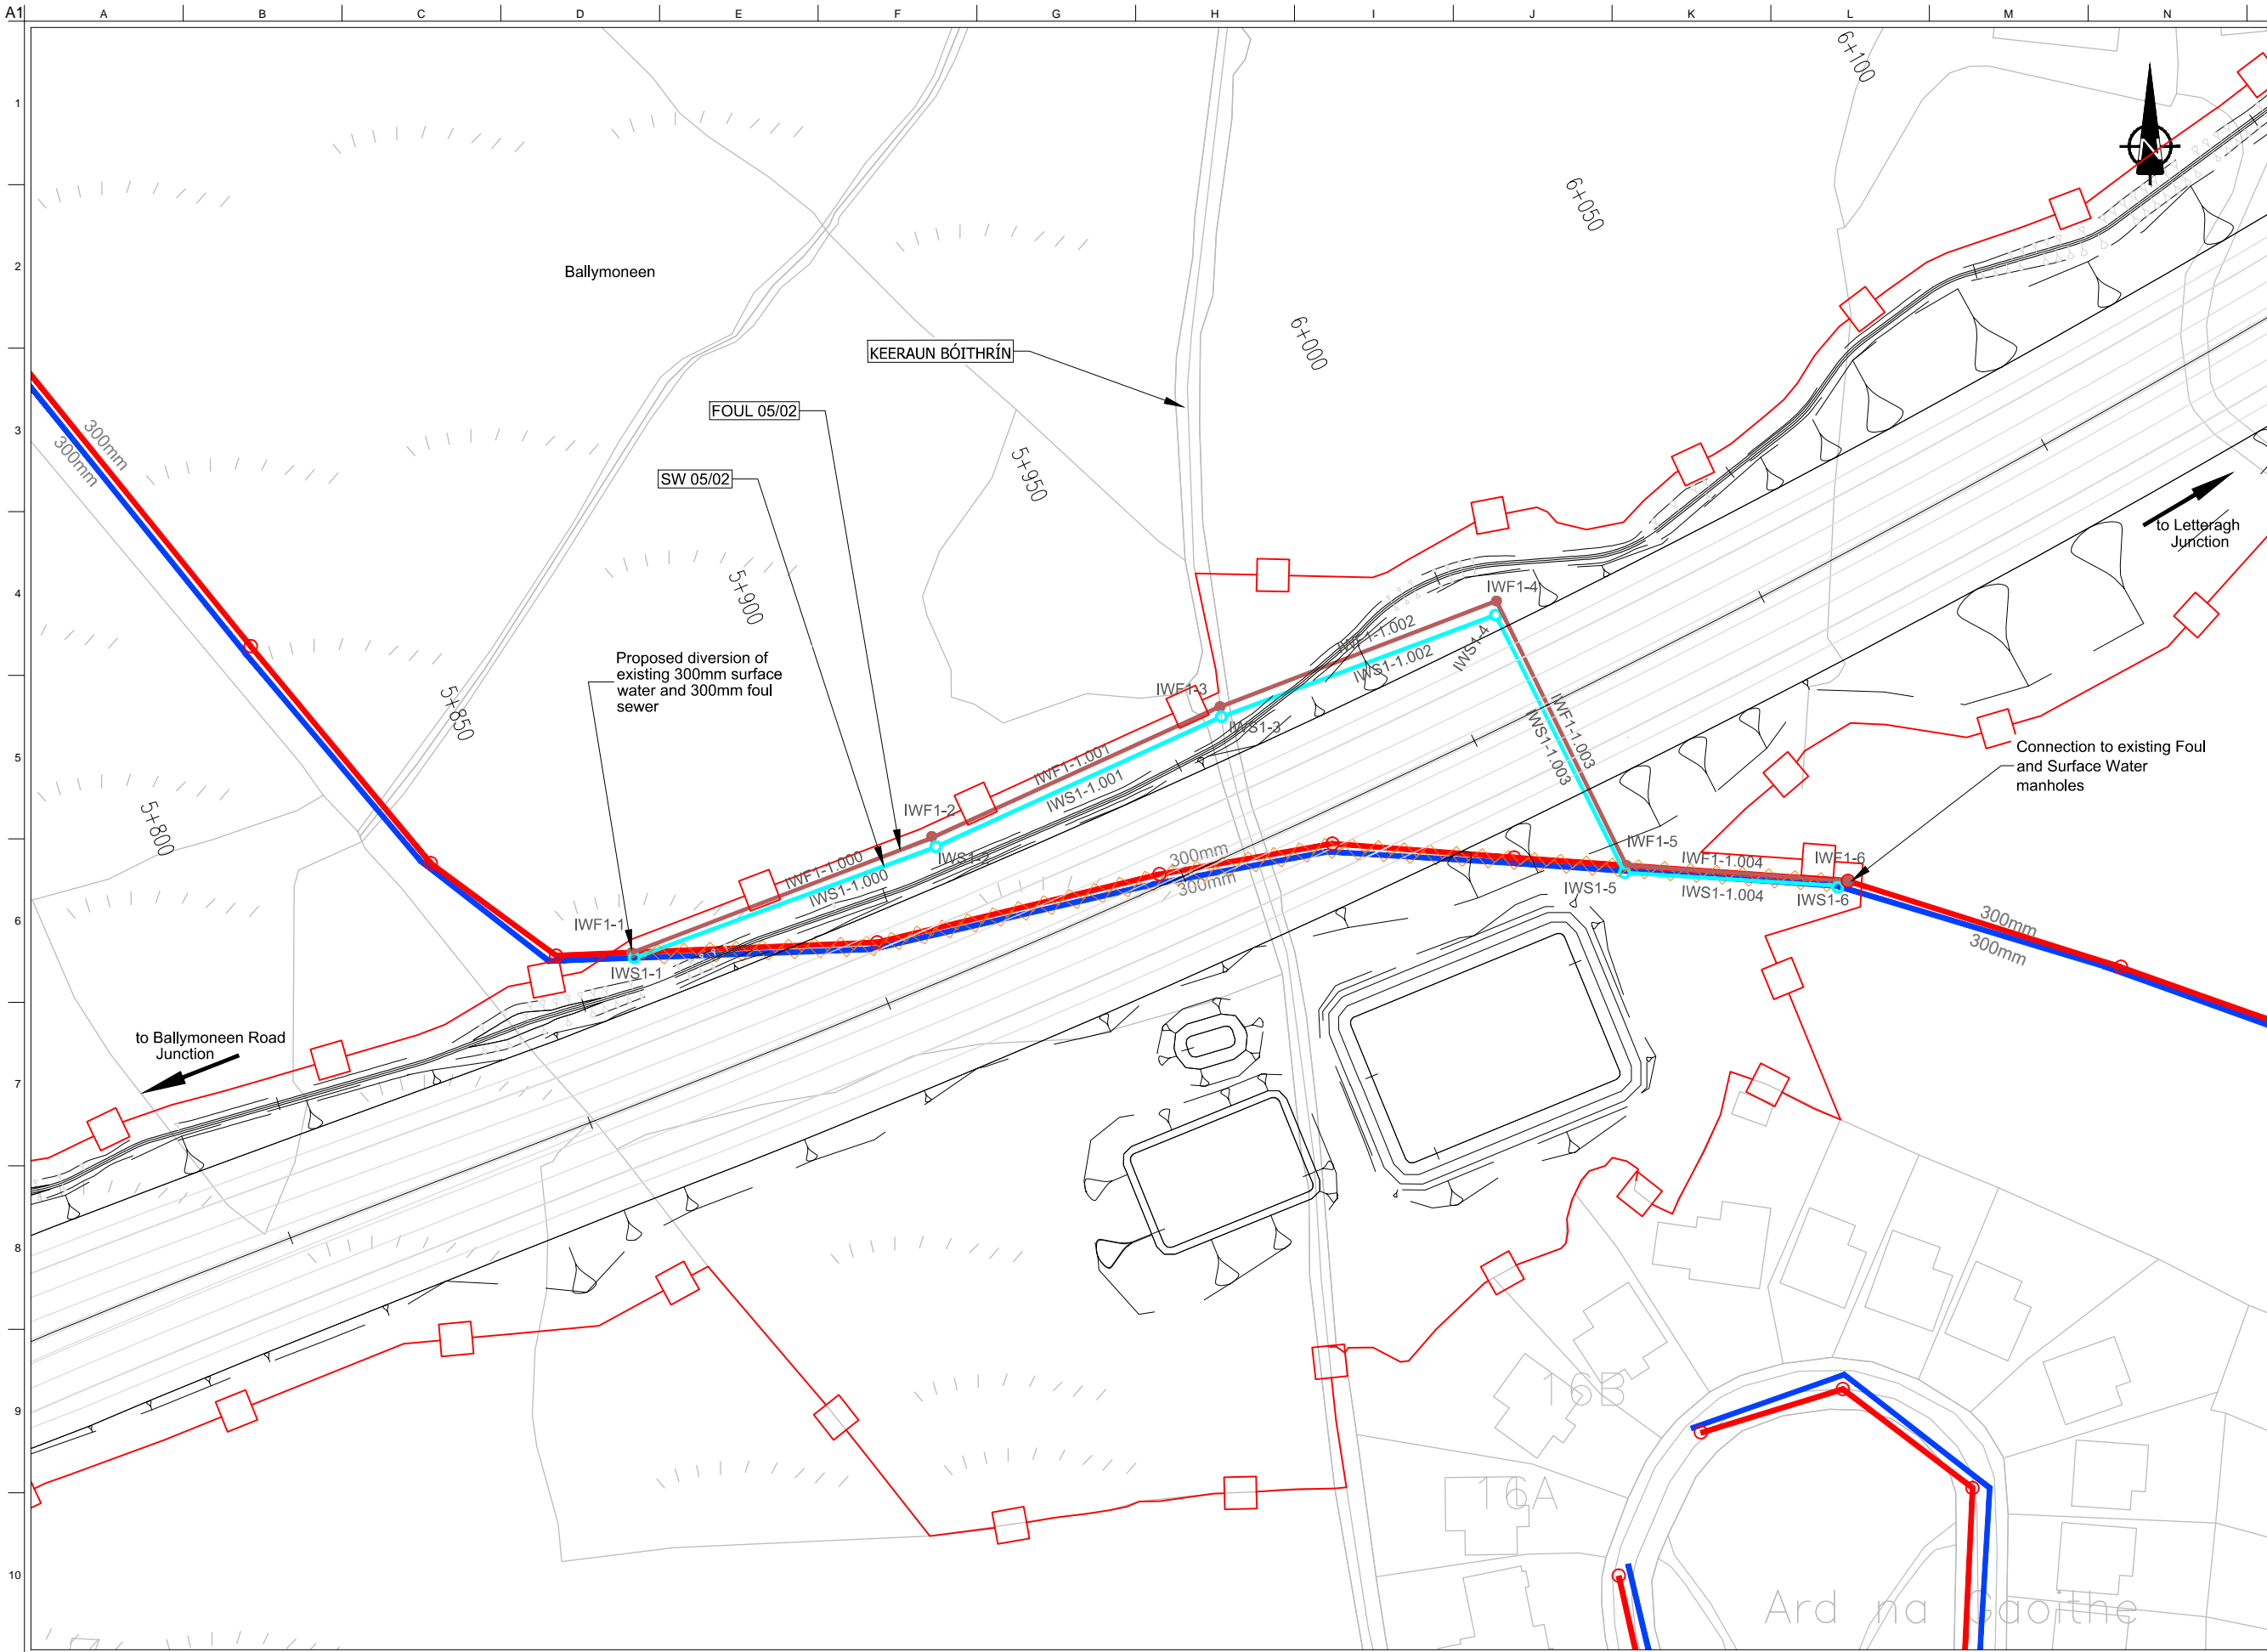 A1
A B C D E F G H I J K L M N
1
2
3
4
5
6
7
8
9
10
6+100
N
6+050
Ballymoneen
6+000
KEERAUN BÓITHRÍN
FOUL 05/02
300mm
300mm
SW 05/02
5+950
to Letteragh
Junction
5+900
IWF1-4
IWF1-1.002
IWS1-1.002
IWS1-4
Proposed diversion of
existing 300mm surface
water and 300mm foul
sewer
5+850
IWF1-3
IWS1-3
IWF1-1.003
IWS1-1.003
IWF1-1.001
IWS1-1.001
Connection to existing Foul
and Surface Water
manholes
5+800
IWF1-2
IWS1-2
IWF1-1.000
IWS1-1.000
300mm
300mm
IWF1-5
IWF1-1.004
IWF1-6
IWS1-5
IWS1-1.004
IWS1-6
IWF1-1
IWS1-1
300mm
300mm
to Ballymoneen Road
Junction
16B
16A
Ard na Gaoithe